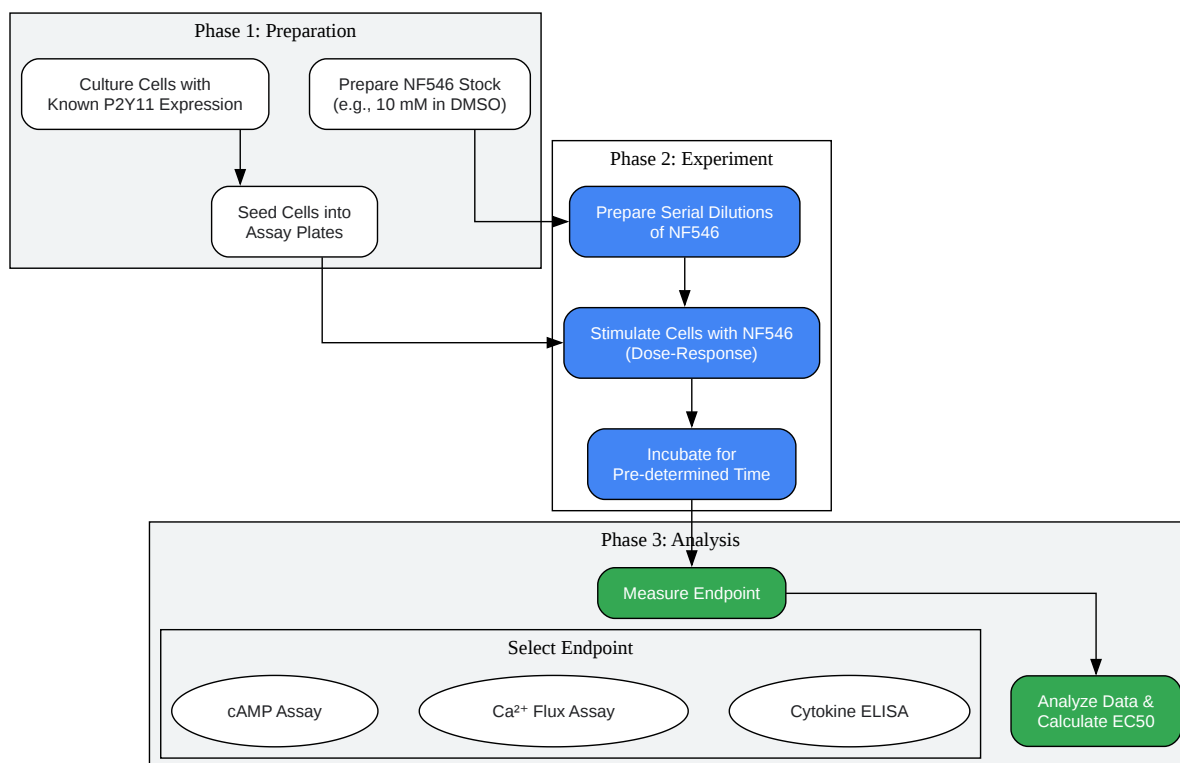 Phase 1: Preparation
Culture Cells with
Known P2Y11 Expression
Prepare NF546 Stock
(e.g., 10 mM in DMSO)
Seed Cells into
Assay Plates
Phase 2: Experiment
Prepare Serial Dilutions
of NF546
Stimulate Cells with NF546
(Dose-Response)
Incubate for
Pre-determined Time
Phase 3: Analysis
Measure Endpoint
Select Endpoint
cAMP Assay
Ca²⁺ Flux Assay
Cytokine ELISA
Analyze Data &
Calculate EC50